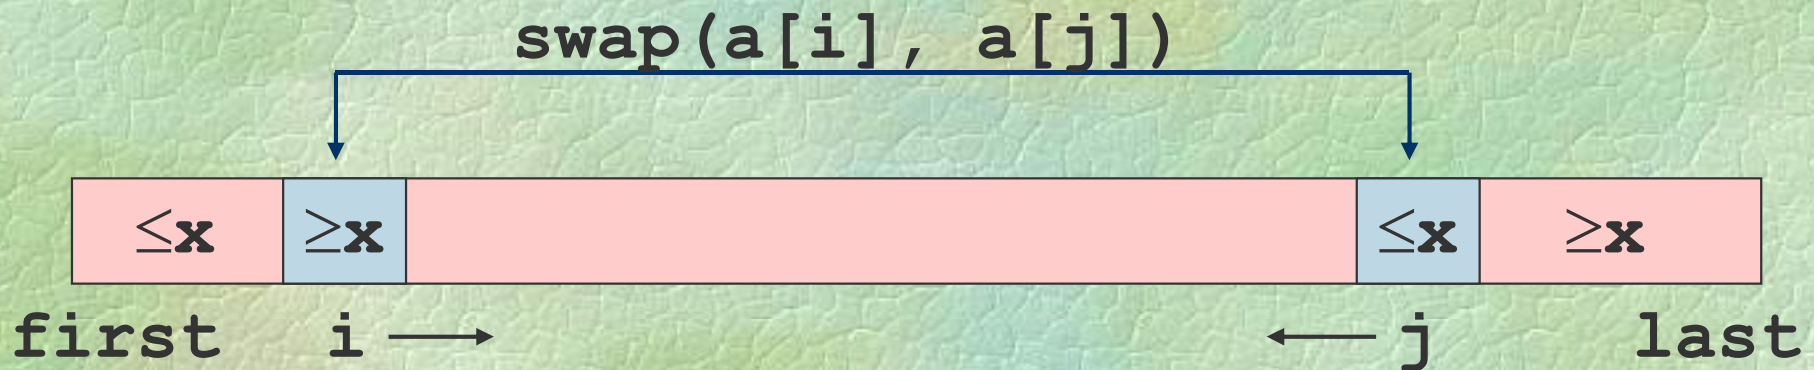 swap(a[i], a[j])
≤x ≥x ≤x ≥x
first i j last